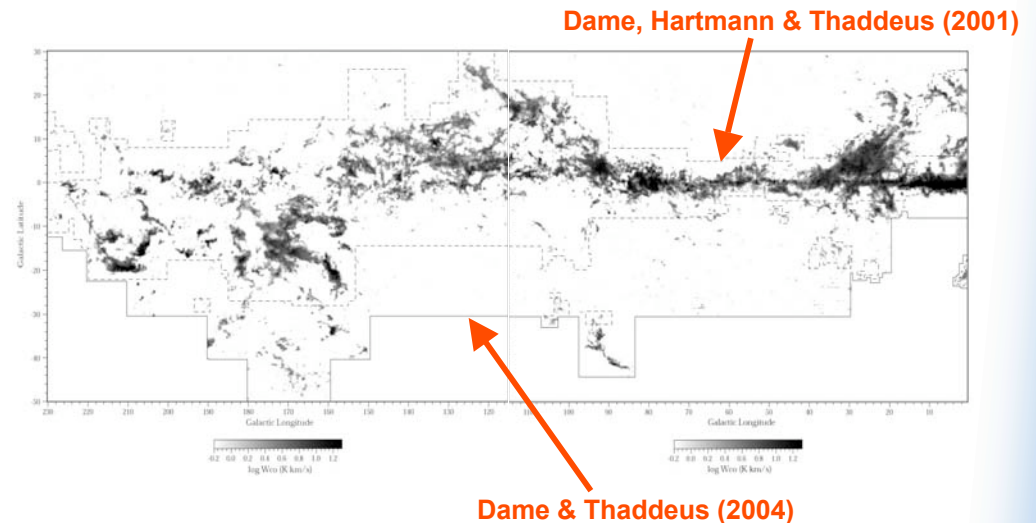 Dame, Hartmann & Thaddeus (2001)
30
20
10
0
-10
-20
-30
-40
-50
Galactic Latitude
230 220 210 200 190 180 170 160 150 140 130 120 110 100 90 80 70 60 50 40 30 20 10
Galactic Longitude Galactic Longitude
-0.2 0.0 0.2 0.4 0.6 0.8 1.0 1.2 -0.2 0.0 0.2 0.4 0.6 0.8 1.0 1.2
log Wco (K km/s) log Wco (K km/s)
Dame & Thaddeus (2004)